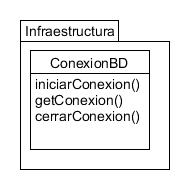 Infraestructura
ConexionBD
iniciarConexion()
getConexion()
cerrarConexion()